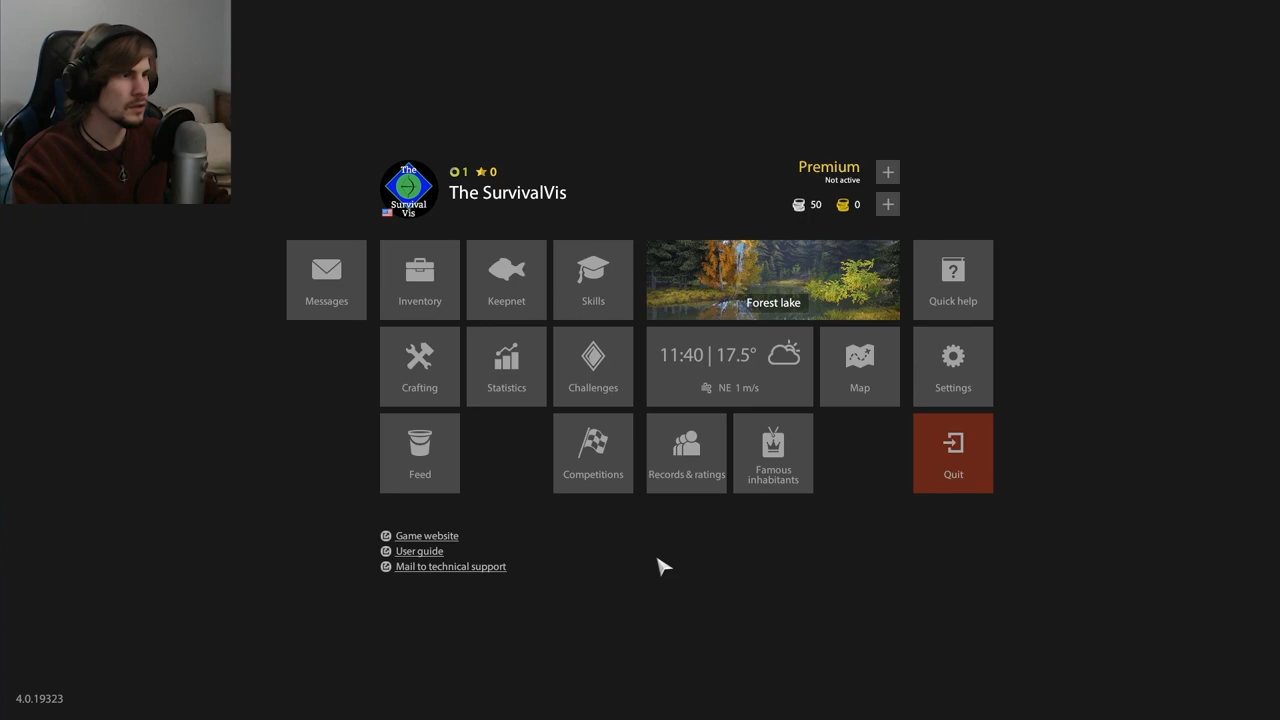 The
Survival
Vis
1 0
The SurvivalVis
Premium
Not active
50 0
Messages
Inventory
Keepnet
Skills
Forest lake
?
Quick help
Crafting
Statistics
Challenges
11:40 | 17.5°
NE 1 m/s
Map
Settings
Feed
Competitions
Records & ratings
Famous
inhabitants
Quit
Game website
User guide
Mail to technical support
4.0.19323